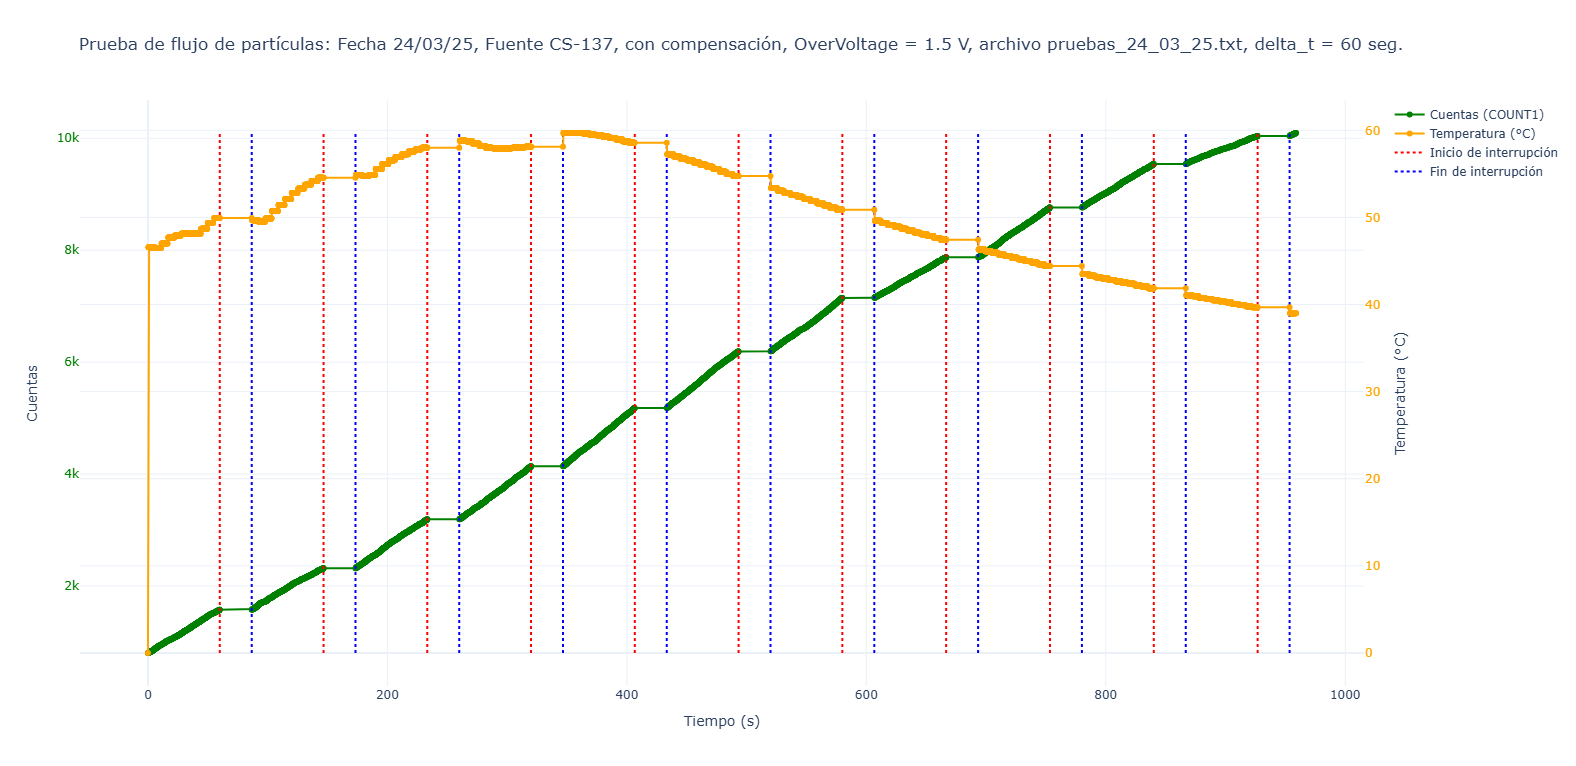 Prueba de flujo de partículas: Fecha 24/03/25, Fuente CS-137, con compensación, OverVoltage = 1.5 V, archivo pruebas_24_03_25.txt, delta_t = 60 seg.
Cuentas (COUNT1)
Temperatura (°C)
Inicio de interrupción
Fin de interrupción
10k
8k
6k
4k
2k
Cuentas
60
50
40
30
20
10
0
Temperatura (°C)
0
200
400
600
800
1000
Tiempo (s)